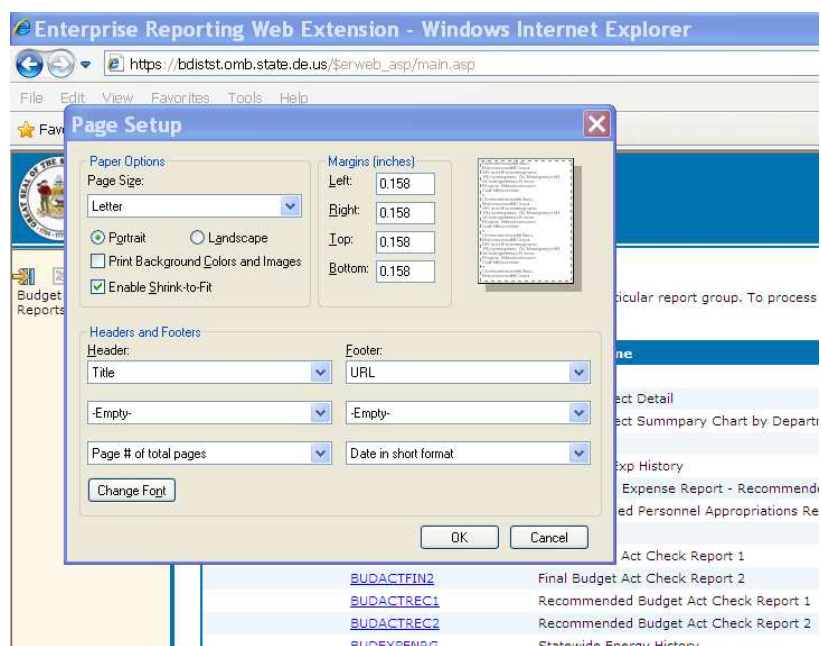 Enterprise Reporting Web Extension - Windows Internet Explorer
https://bdistst.omb.state.de.us/$erweb_asp/main.asp
File Edit View Favorites Tools Help
Fav
Page Setup
Paper Options
Page Size:
Letter
Portrait Landscape
Print Background Colors and Images
Enable Shrink-to-Fit
Margins (inches)
Left: 0.158
Right: 0.158
Top: 0.158
Bottom: 0.158
Headers and Footers
Header: Footer:
Title URL
-Empty- -Empty-
Page # of total pages Date in short format
Change Font
OK Cancel
Budget
Reports
ticular report group. To process
me
ect Detail
ect Summpary Chart by Departm
Exp History
Expense Report - Recommende
ed Personnel Appropriations Re
Act Check Report 1
BUDACTFIN2 Final Budget Act Check Report 2
BUDACTREC1 Recommended Budget Act Check Report 1
BUDACTREC2 Recommended Budget Act Check Report 2
BUDEXPENRG Statewide Energy History